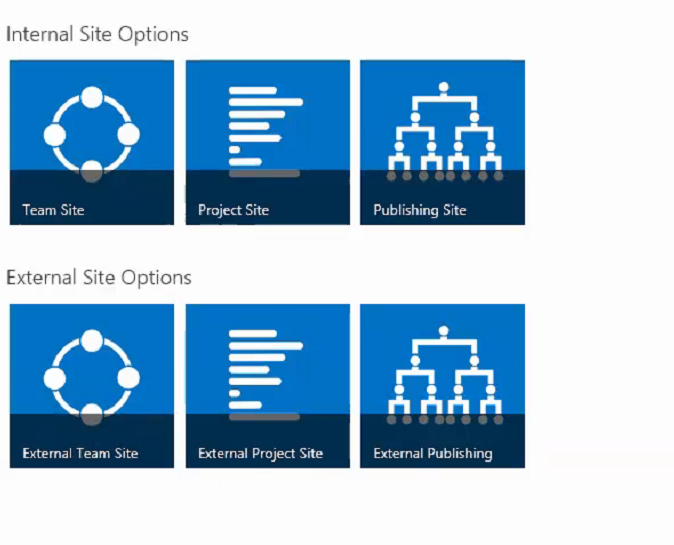 Internal Site Options
Team Site
Project Site
Publishing Site
External Site Options
External Team Site
External Project Site
External Publishing